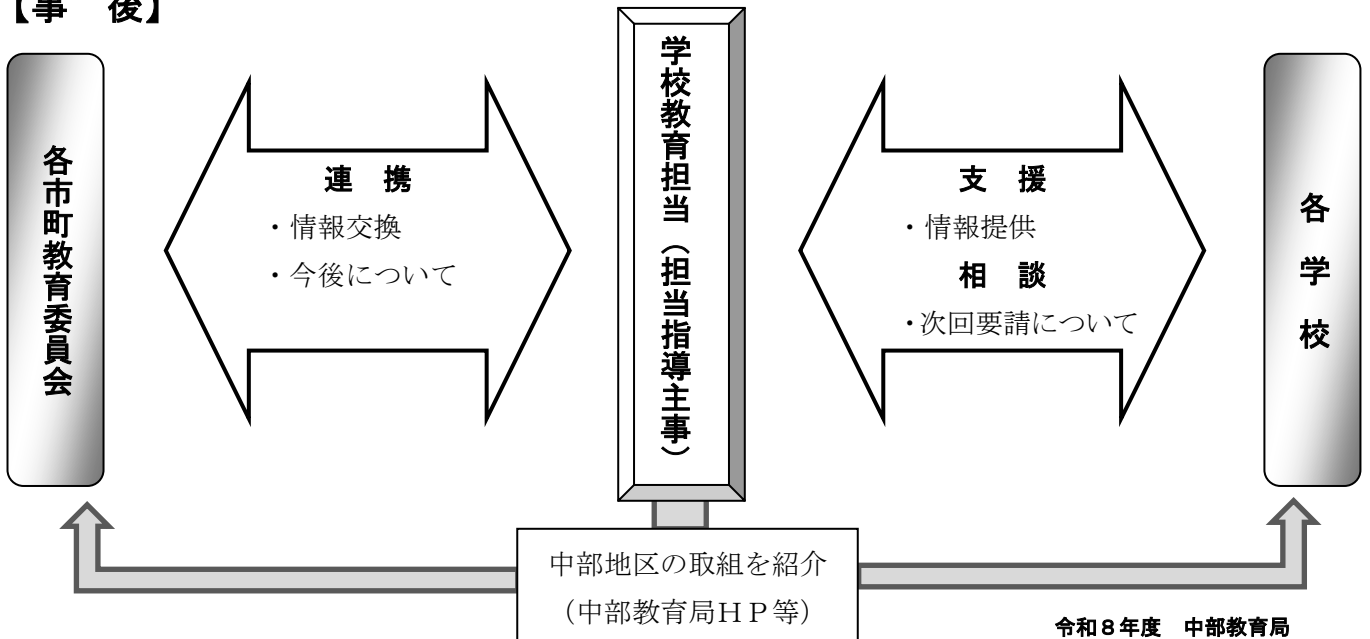 【事　後】
各市町教育委員会
連　携
・情報交換
・今後について
学校教育担当（担当指導主事）
支　援
・情報提供
相　談
・次回要請について
各　学　校
中部地区の取組を紹介
（中部教育局ＨＰ等）
令和８年度　中部教育局